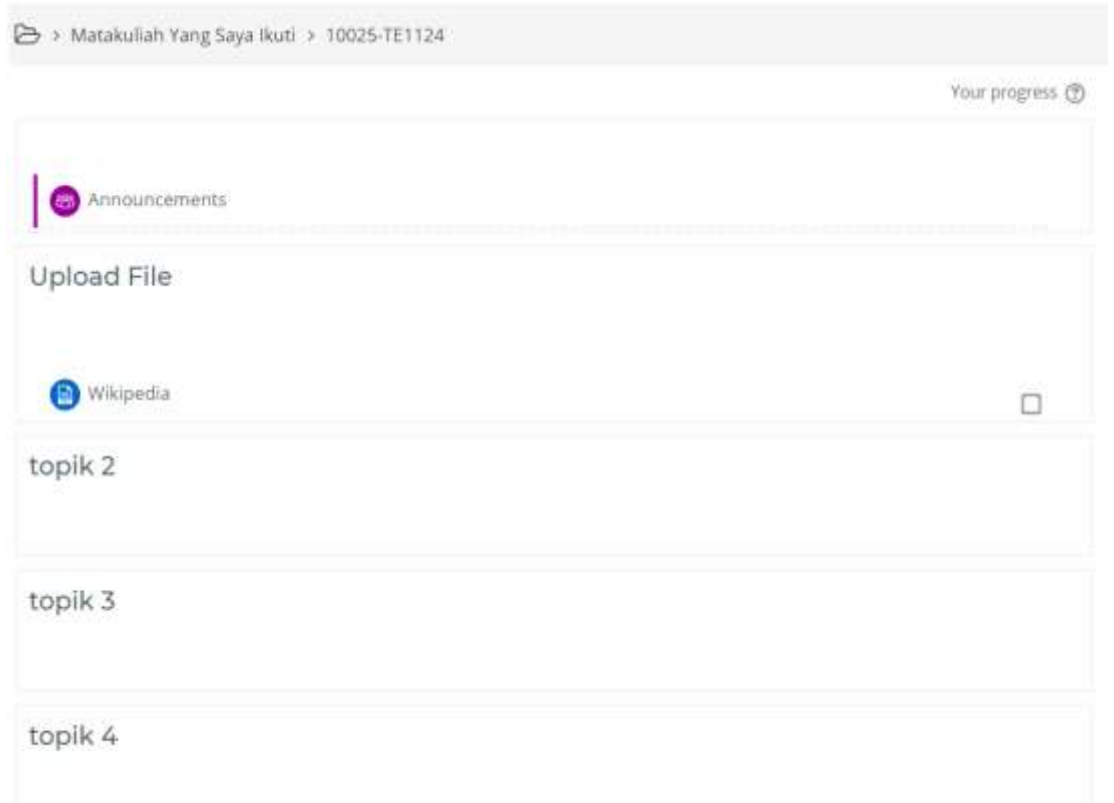 > Matakuliah Yang Saya Ikuti > 10025-TE1124
Your progress
Announcements
Upload File
Wikipedia
topik 2
topik 3
topik 4